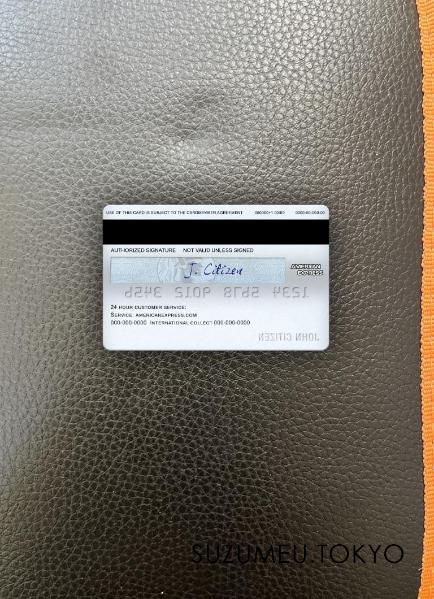 USE OF THIS CARD IS SUBJECT TO THE CARDMEMBER AGREEMENT
AUTHORIZED SIGNATURE NOT VALID UNLESS SIGNED
J. Citizen
AMERICAN EXPRESS
24 HOUR CUSTOMER SERVICE:
SERVICE: AMERICANEXPRESS.COM
000-000-0000 INTERNATIONAL COLLECT 000-000-0000
JOHN CITIZEN
SUZUMEU.TOKYO